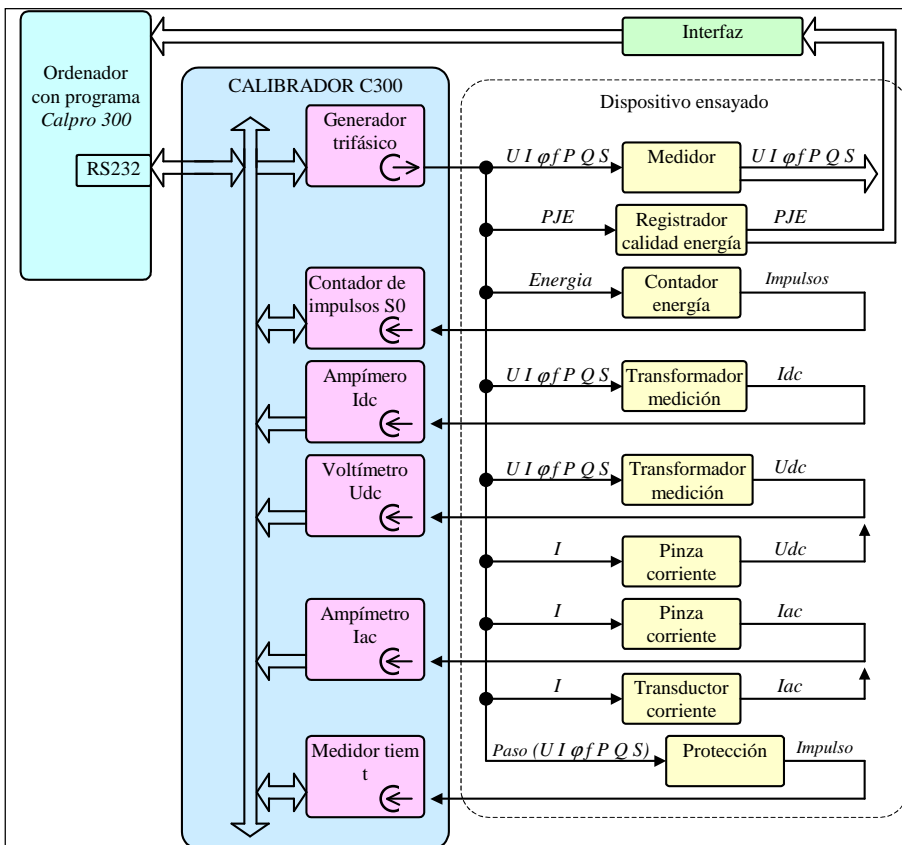 Interfaz
Ordenador
con programa
Calpro 300
RS232
CALIBRADOR C300
Generador
trifásico
Contador de
impulsos S0
Ampímero
Idc
Voltímetro
Udc
Ampímetro
Iac
Medidor tiem
t
Dispositivo ensayado
U I φ f P Q S
Medidor
U I φ f P Q S
PJE
Registrador
calidad energía
PJE
Energia
Contador
energía
Impulsos
U I φ f P Q S
Transformador
medición
Idc
U I φ f P Q S
Transformador
medición
Udc
I
Pinza
corriente
Udc
I
Pinza
corriente
Iac
I
Transductor
corriente
Iac
Paso (U I φ f P Q S)
Protección
Impulso